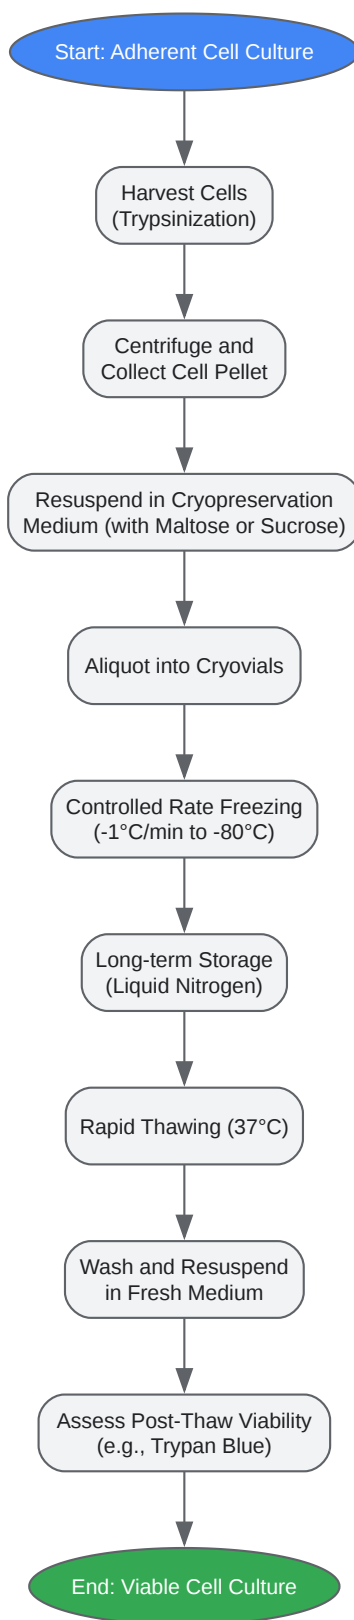 Start: Adherent Cell Culture
Harvest Cells
(Trypsinization)
Centrifuge and
Collect Cell Pellet
Resuspend in Cryopreservation
Medium (with Maltose or Sucrose)
Aliquot into Cryovials
Controlled Rate Freezing
(-1°C/min to -80°C)
Long-term Storage
(Liquid Nitrogen)
Rapid Thawing (37°C)
Wash and Resuspend
in Fresh Medium
Assess Post-Thaw Viability
(e.g., Trypan Blue)
End: Viable Cell Culture